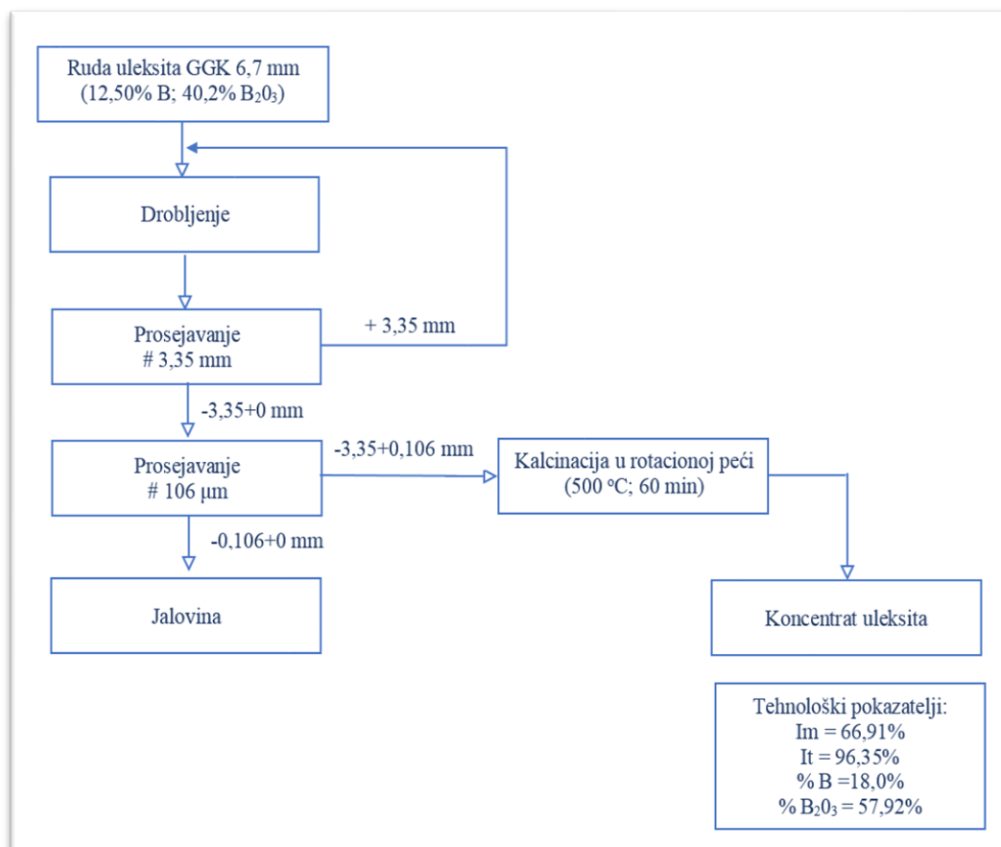 Ruda uleksita GGK 6,7 mm
(12,50% B; 40,2% B₂0₃)
Drobljenje
Prosejavanje
# 3,35 mm
+ 3,35 mm
-3,35+0 mm
Prosejavanje
# 106 µm
-3,35+0,106 mm
Kalcinacija u rotacionoj peći
(500 ºC; 60 min)
-0,106+0 mm
Jalovina
Koncentrat uleksita
Tehnološki pokazatelji:
Im = 66,91%
It = 96,35%
% B =18,0%
% B₂0₃ = 57,92%